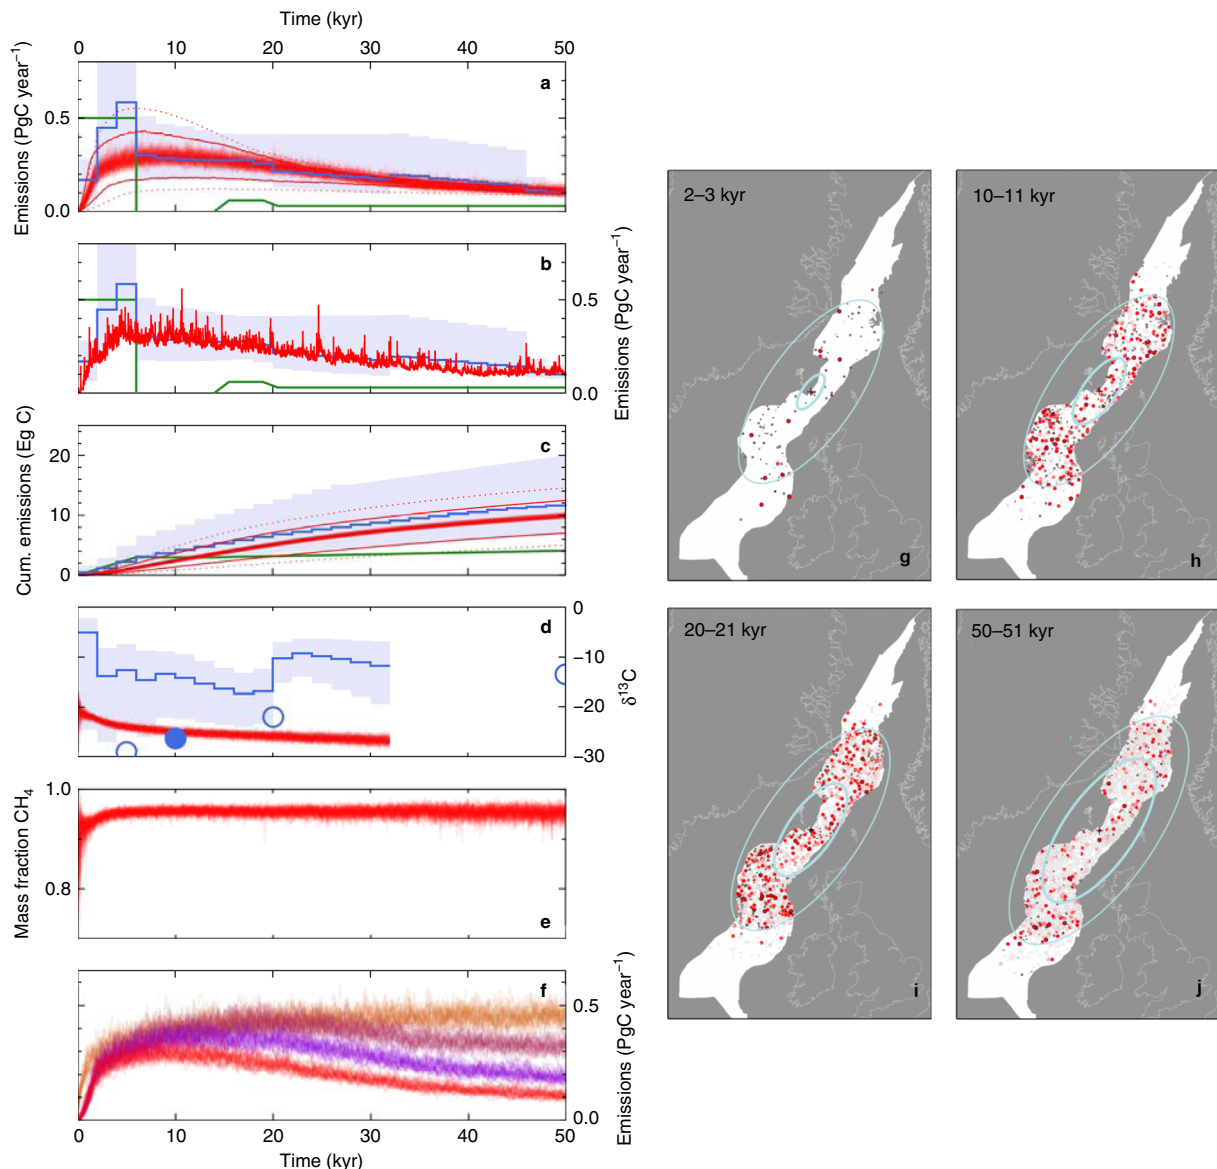 Time (kyr)
0 10 20 30 40 50
Emissions (PgC year⁻¹)
0.5
0.0
a
b
0.5
0.0
Emissions (PgC year⁻¹)
Cum. emissions (Eg C)
20
10
0
c
d
0
−10
−20
−30
δ¹³C
Mass fraction CH₄
1.0
0.8
e
f
0.5
0.0
Emissions (PgC year⁻¹)
0 10 20 30 40 50
Time (kyr)
2–3 kyr
g
10–11 kyr
h
20–21 kyr
i
50–51 kyr
j